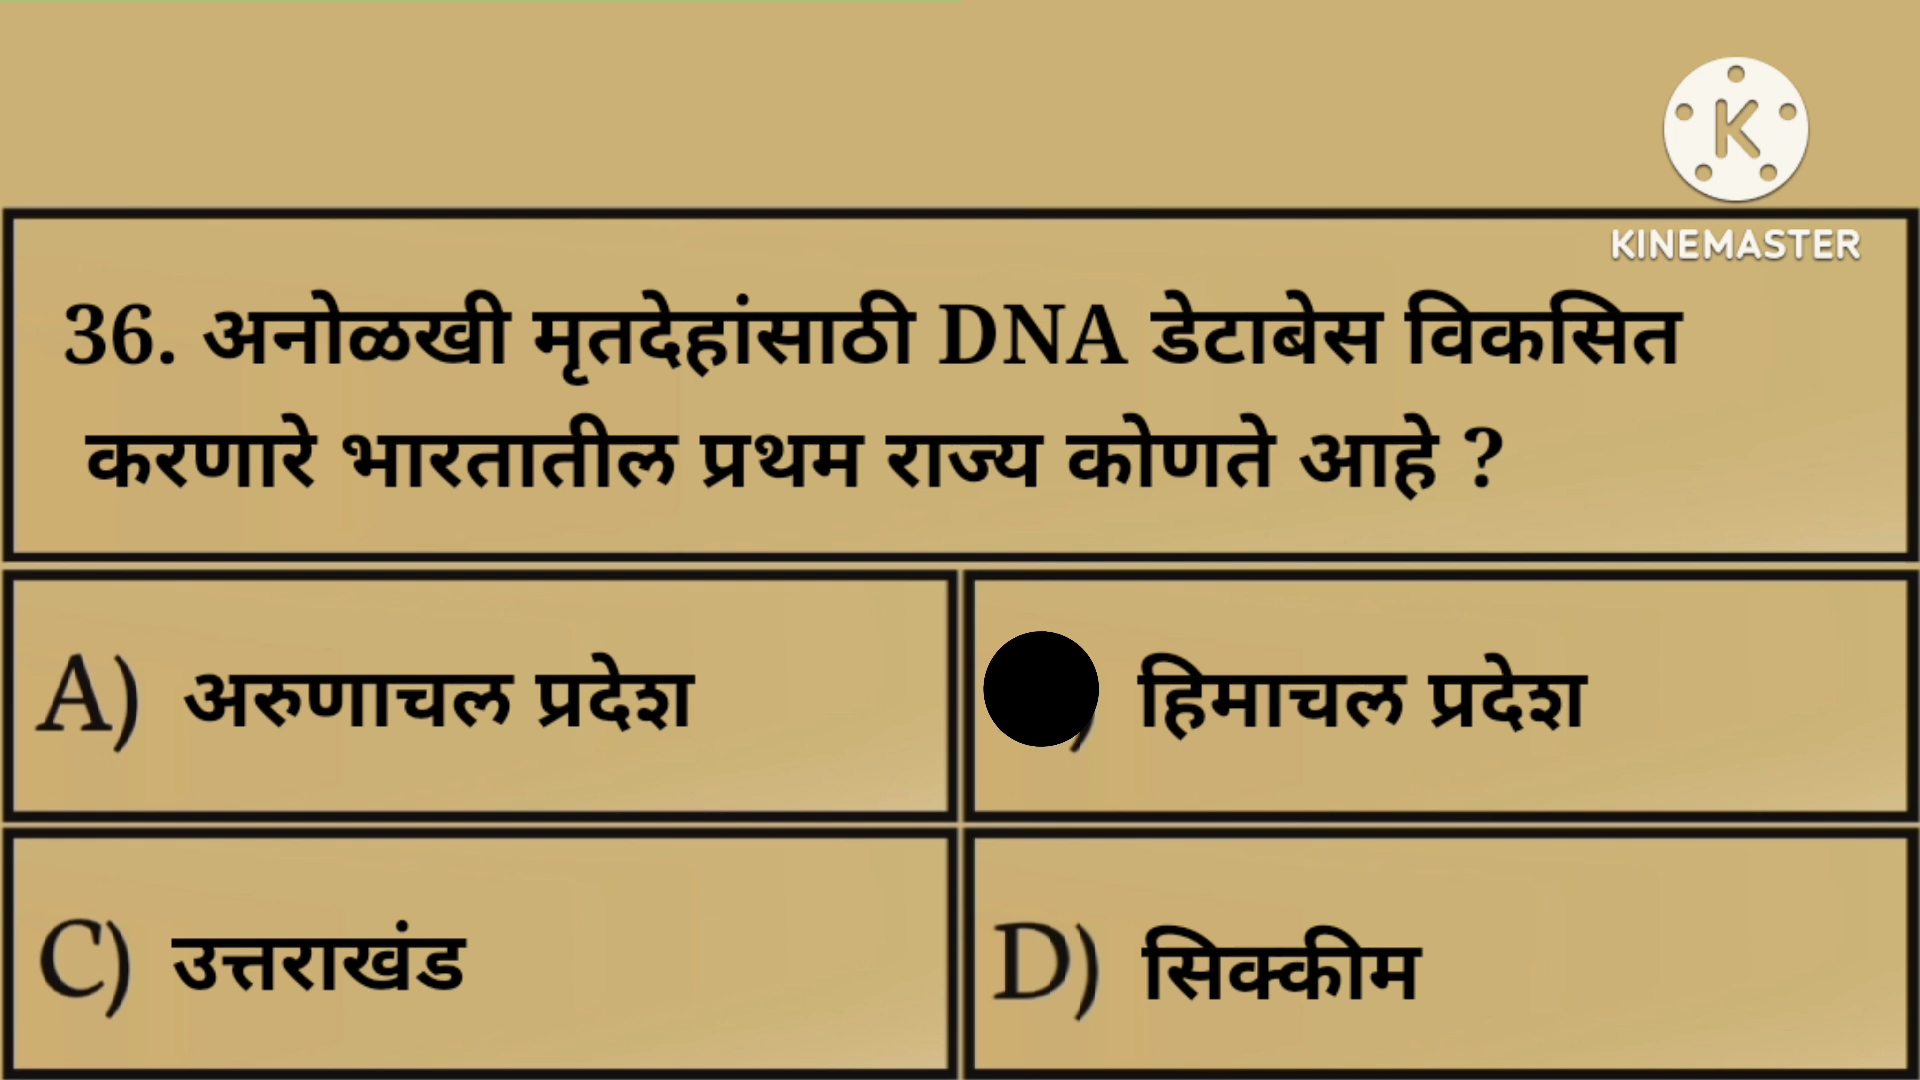 K
KINEMASTER
36. अनोळखी मृतदेहांसाठी DNA डेटाबेस विकसित
करणारे भारतातील प्रथम राज्य कोणते आहे ?
A) अरुणाचल प्रदेश
) हिमाचल प्रदेश
C) उत्तराखंड
D) सिक्कीम